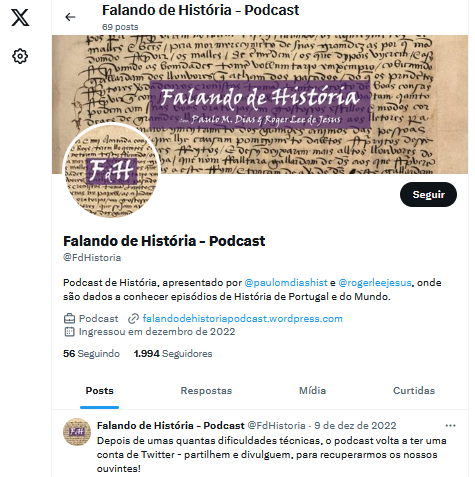 Falando de História - Podcast
69 posts
Falando de História
Paulo M. Dias & Roger Lee de Jesus
FdH
Seguir
Falando de História - Podcast
@FdHistoria
Podcast de História, apresentado por @paulomdiashist e @rogerleejesus, onde
são dados a conhecer episódios de História de Portugal e do Mundo.
Podcast falandodehistoriapodcast.wordpress.com
Ingressou em dezembro de 2022
56 Seguindo 1.994 Seguidores
Posts Respostas Mídia Curtidas
FdH
Falando de História - Podcast @FdHistoria · 9 de dez de 2022 ···
Depois de umas quantas dificuldades técnicas, o podcast volta a ter uma
conta de Twitter - partilhem e divulguem, para recuperarmos os nossos
ouvintes!